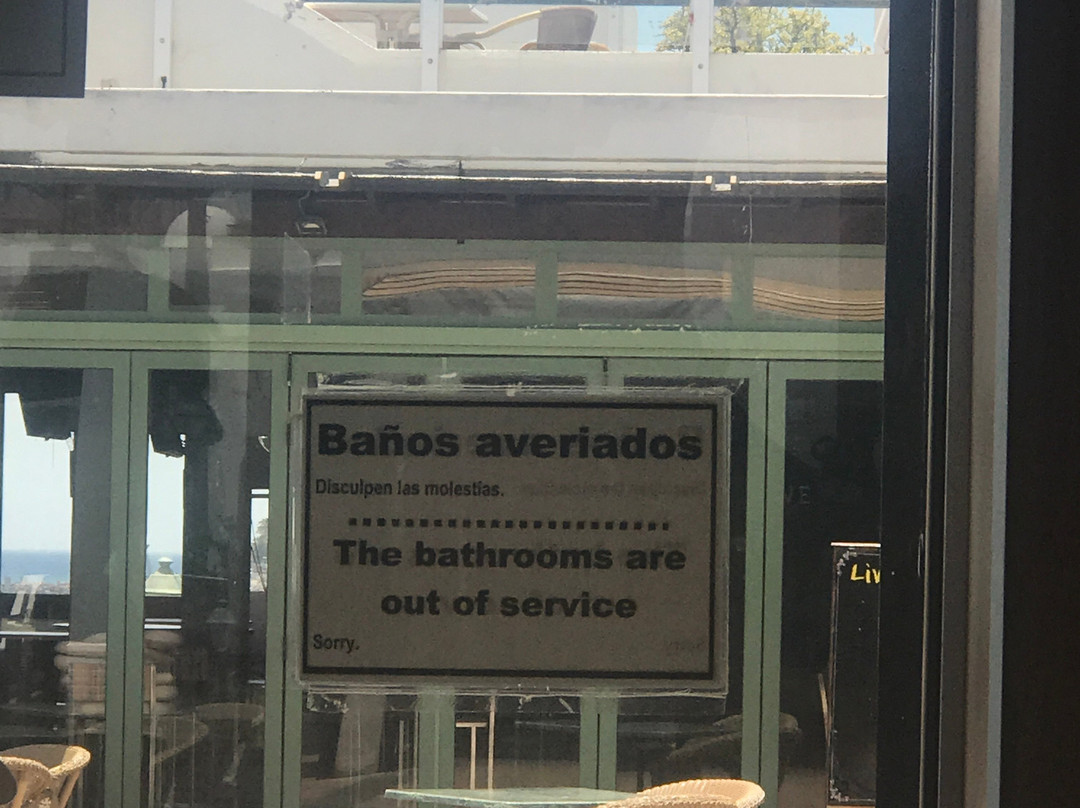 Baños averiados
Disculpen las molestias.
The bathrooms are
out of service
Sorry.
Liv